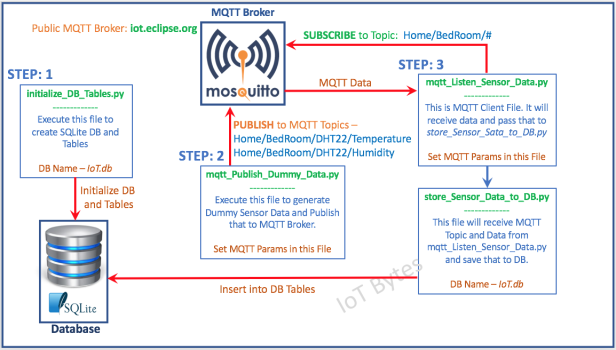 MQTT Broker
Public MQTT Broker: iot.eclipse.org
SUBSCRIBE to Topic: Home/BedRoom/#
mosquitto
MQTT Data
STEP: 1
initialize_DB_Tables.py
-------------
Execute this file to
create SQLite DB and
Tables
DB Name – IoT.db
Initialize DB
and Tables
PUBLISH to MQTT Topics –
Home/BedRoom/DHT22/Temperature
Home/BedRoom/DHT22/Humidity
STEP: 2
mqtt_Publish_Dummy_Data.py
-------------
Execute this file to generate
Dummy Sensor Data and Publish
that to MQTT Broker.
Set MQTT Params in this File
STEP: 3
mqtt_Listen_Sensor_Data.py
-------------
This is MQTT Client File. It will
receive data and pass that to
store_Sensor_Sata_to_DB.py
Set MQTT Params in this File
store_Sensor_Data_to_DB.py
-------------
This file will receive MQTT
Topic and Data from
mqtt_Listen_Sensor_Data.py
and save that to DB.
DB Name – IoT.db
Insert into DB Tables
IoT Bytes
SQLite
Database